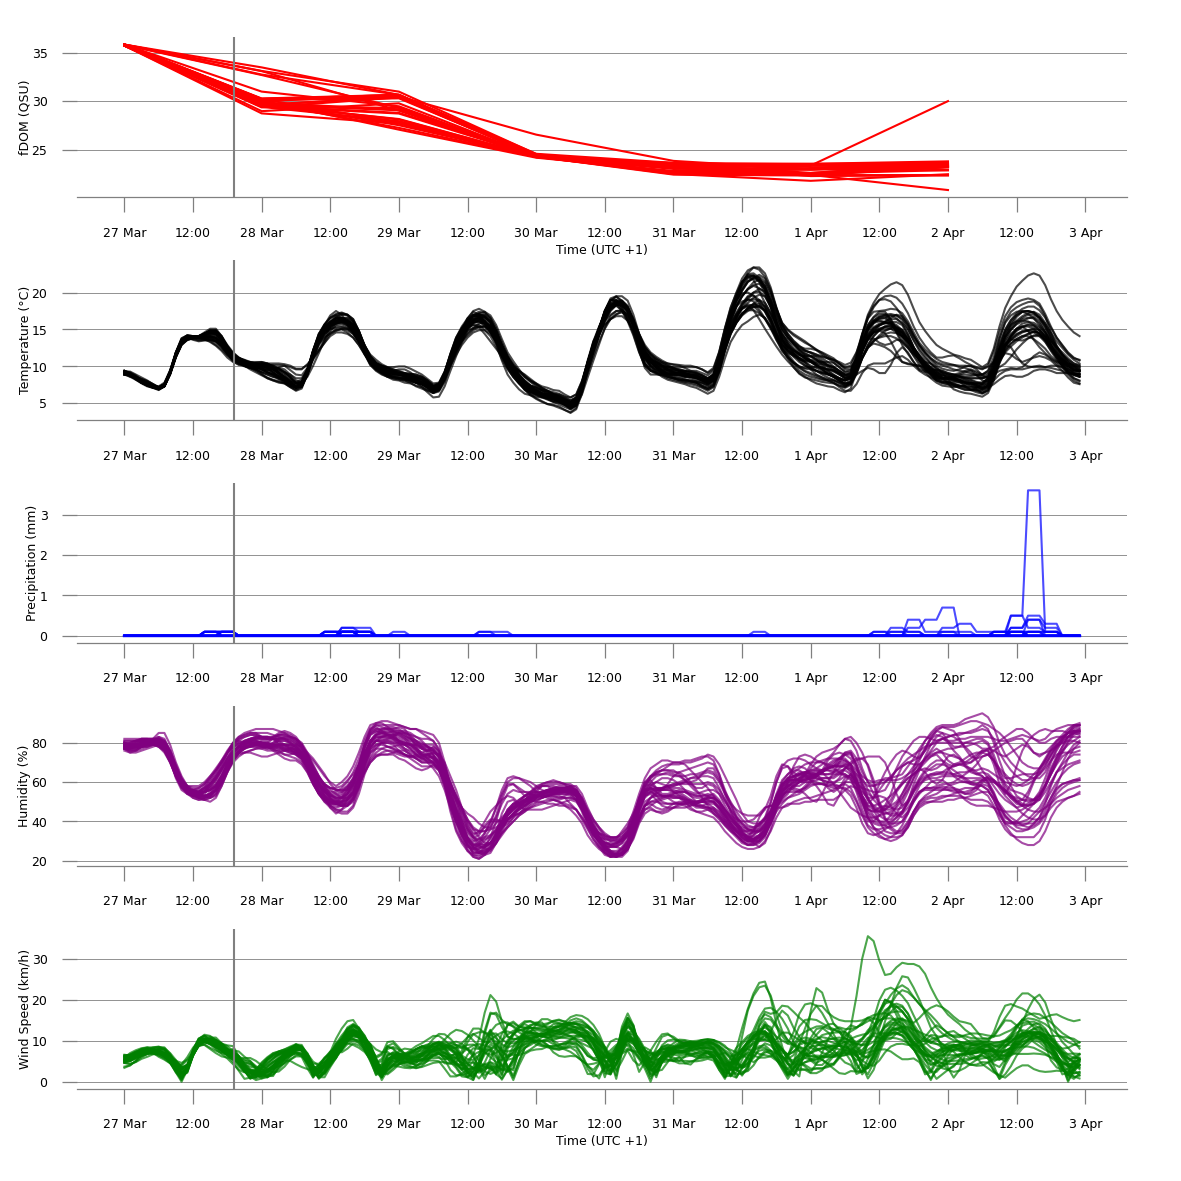 fDOM (QSU)
35
30
25
27 Mar 12:00 28 Mar 12:00 29 Mar 12:00 30 Mar 12:00 31 Mar 12:00 1 Apr 12:00 2 Apr 12:00 3 Apr
Time (UTC +1)
Temperature (°C)
20
15
10
5
27 Mar 12:00 28 Mar 12:00 29 Mar 12:00 30 Mar 12:00 31 Mar 12:00 1 Apr 12:00 2 Apr 12:00 3 Apr
Precipitation (mm)
3
2
1
0
27 Mar 12:00 28 Mar 12:00 29 Mar 12:00 30 Mar 12:00 31 Mar 12:00 1 Apr 12:00 2 Apr 12:00 3 Apr
Humidity (%)
80
60
40
20
27 Mar 12:00 28 Mar 12:00 29 Mar 12:00 30 Mar 12:00 31 Mar 12:00 1 Apr 12:00 2 Apr 12:00 3 Apr
Wind Speed (km/h)
30
20
10
0
27 Mar 12:00 28 Mar 12:00 29 Mar 12:00 30 Mar 12:00 31 Mar 12:00 1 Apr 12:00 2 Apr 12:00 3 Apr
Time (UTC +1)